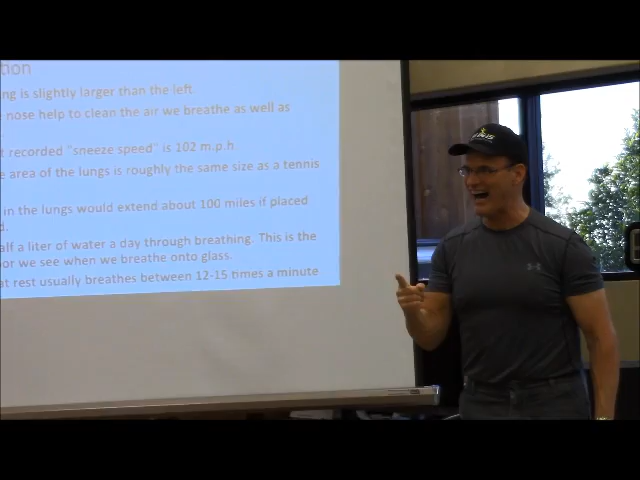 tion
ng is slightly larger than the left
nose help to clean the air we breathe as well as
t recorded "sneeze speed" is 102 m.p.h
e area of the lungs is roughly the same size as a tennis
in the lungs would extend about 100 miles if placed
d.
alf a liter of water a day through breathing. This is the
or we see when we breathe onto glass.
at rest usually breathes between 12-15 times a minute